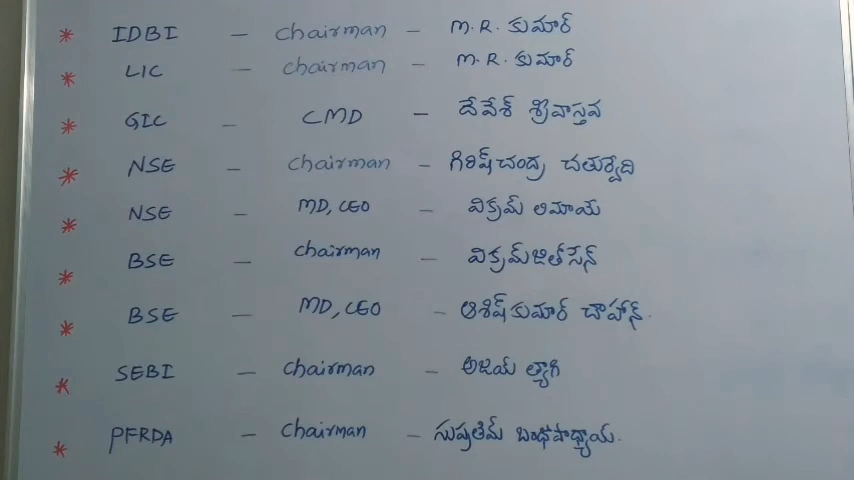 * IDBI - Chairman - M.R. కుమార్
* LIC - chairman - M.R. కుమార్
* GIC - CMD - దేవేశ్ శ్రీవాస్తవ
* NSE - chairman - గిరిష్ చంద్ర చతుర్వేది
* NSE - MD, CEO - విక్రమ్ లిమాయె
* BSE - chairman - విక్రమ్‌జిత్ సేన్
* BSE - MD, CEO - ఆశిష్ కుమార్ చౌహాన్.
* SEBI - Chairman - అజయ్ త్యాగి
* PFRDA - Chairman - సుప్రతిమ్ బంధోపాధ్యాయ.